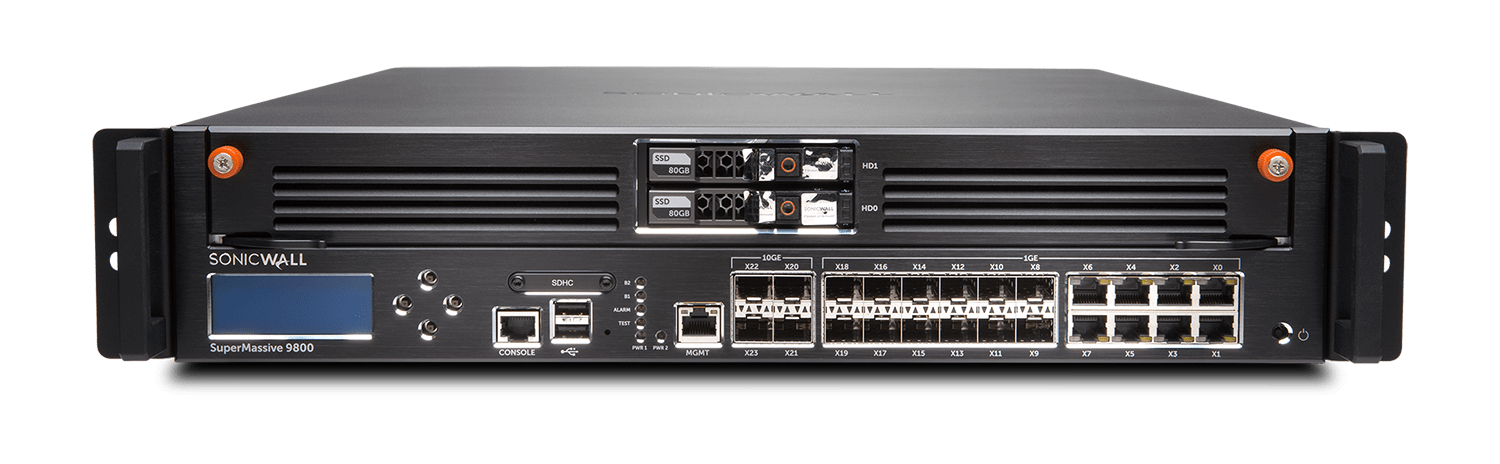 SONICWALL
SSD
80GB
HD1
SSD
80GB
HD0
SONICWALL
SuperMassive 9800
SDHC
CONSOLE
B2
B1
ALARM
TEST
PWR 1 PWR 2
MGMT
10GE
X22 X20
X23 X21
1GE
X18 X16 X14 X12 X10 X8
X19 X17 X15 X13 X11 X9
X6 X4 X2 X0
X7 X5 X3 X1